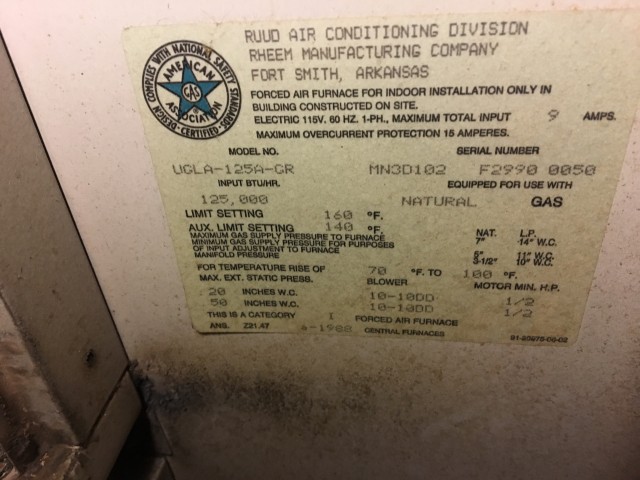 RUUD AIR CONDITIONING DIVISION
RHEEM MANUFACTURING COMPANY
FORT SMITH, ARKANSAS
DESIGN COMPLIES WITH NATIONAL SAFETY STANDARDS
AMERICAN
GAS
ASSOCIATION
CERTIFIED
FORCED AIR FURNACE FOR INDOOR INSTALLATION ONLY IN
BUILDING CONSTRUCTED ON SITE.
ELECTRIC 115V. 60 HZ. 1-PH., MAXIMUM TOTAL INPUT 9 AMPS.
MAXIMUM OVERCURRENT PROTECTION 15 AMPERES.
MODEL NO. SERIAL NUMBER
UGLA-125A-GR MN3D102 F2990 0050
INPUT BTU/HR. EQUIPPED FOR USE WITH
125,000 NATURAL GAS
LIMIT SETTING 160 °F.
AUX. LIMIT SETTING 140 °F.
NAT. L.P.
MAXIMUM GAS SUPPLY PRESSURE TO FURNACE 7" 14" W.C.
MINIMUM GAS SUPPLY PRESSURE FOR PURPOSES
OF INPUT ADJUSTMENT TO FURNACE 5" 11" W.C.
MANIFOLD PRESSURE 3-1/2" 10" W.C.
FOR TEMPERATURE RISE OF 70 °F. TO 100 °F.
MAX. EXT. STATIC PRESS. BLOWER MOTOR MIN. H.P.
.20 INCHES W.C. 10-10DD 1/2
.50 INCHES W.C. 10-10DD 1/2
THIS IS A CATEGORY I FORCED AIR FURNACE
ANS. Z21.47 -1988 CENTRAL FURNACES